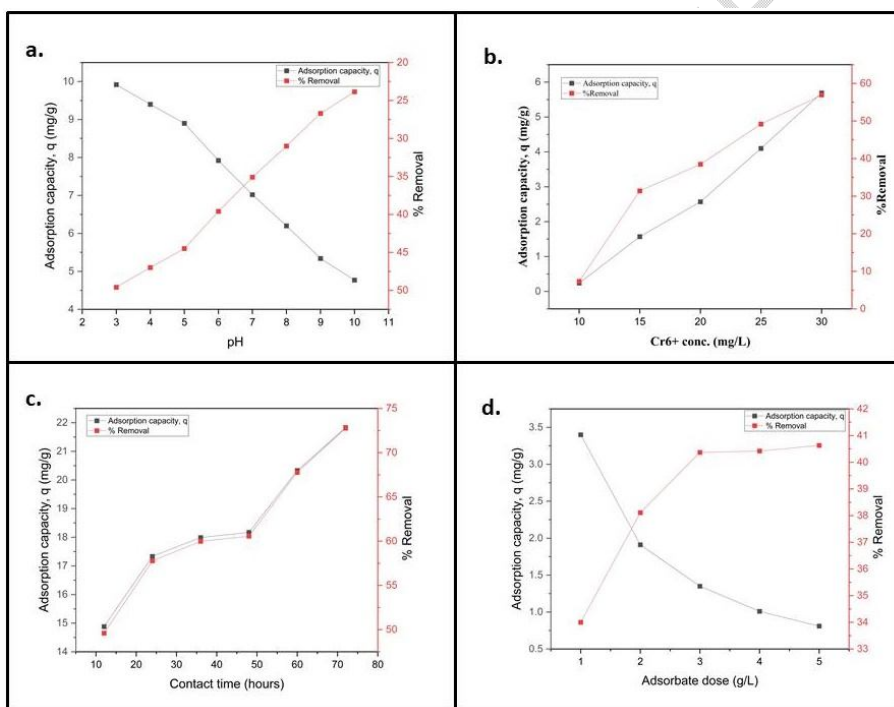 a.
Adsorption capacity, q
% Removal
10
9
8
7
6
5
4
Adsorption capacity, q (mg/g)
20
25
30
35
40
45
50
% Removal
2 3 4 5 6 7 8 9 10 11
pH
b.
Adsorption capacity, q
%Removal
6
5
4
3
2
1
0
Adsorption capacity, q (mg/g)
60
50
40
30
20
10
0
%Removal
10 15 20 25 30
Cr6+ conc. (mg/L)
c.
Adsorption capacity, q
% Removal
22
21
20
19
18
17
16
15
14
Adsorption capacity, q (mg/g)
75
70
65
60
55
50
% Removal
10 20 30 40 50 60 70 80
Contact time (hours)
d.
Adsorption capacity, q
% Removal
3.5
3.0
2.5
2.0
1.5
1.0
0.5
Adsorption capacity, q (mg/g)
42
41
40
39
38
37
36
35
34
33
% Removal
1 2 3 4 5
Adsorbate dose (g/L)